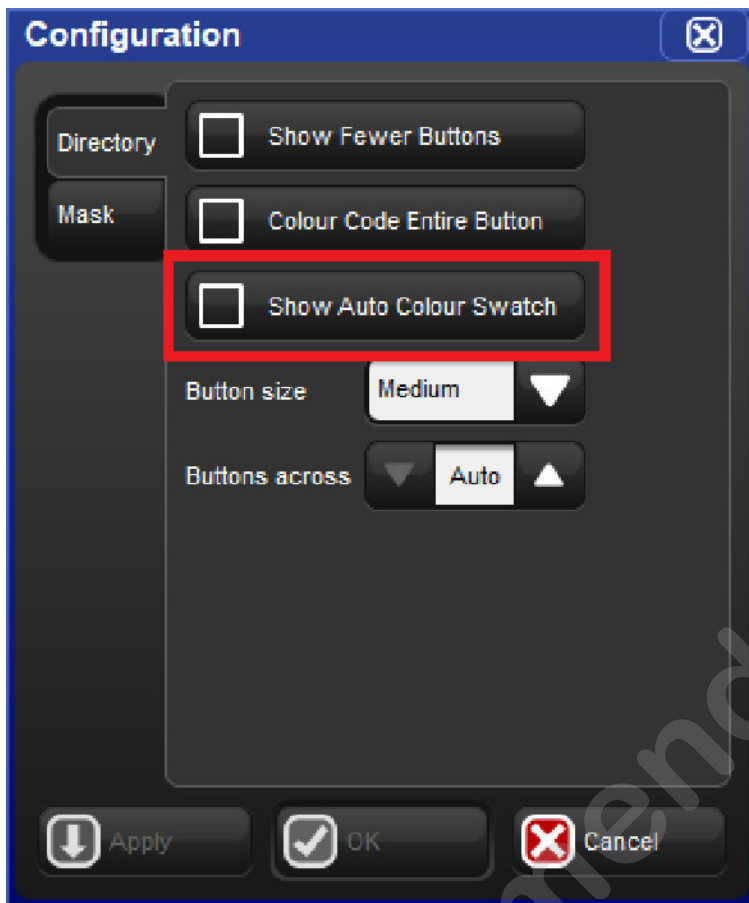 Configuration
Directory
Mask
Show Fewer Buttons
Colour Code Entire Button
Show Auto Colour Swatch
Button size
Medium
Buttons across
Auto
Apply
OK
Cancel